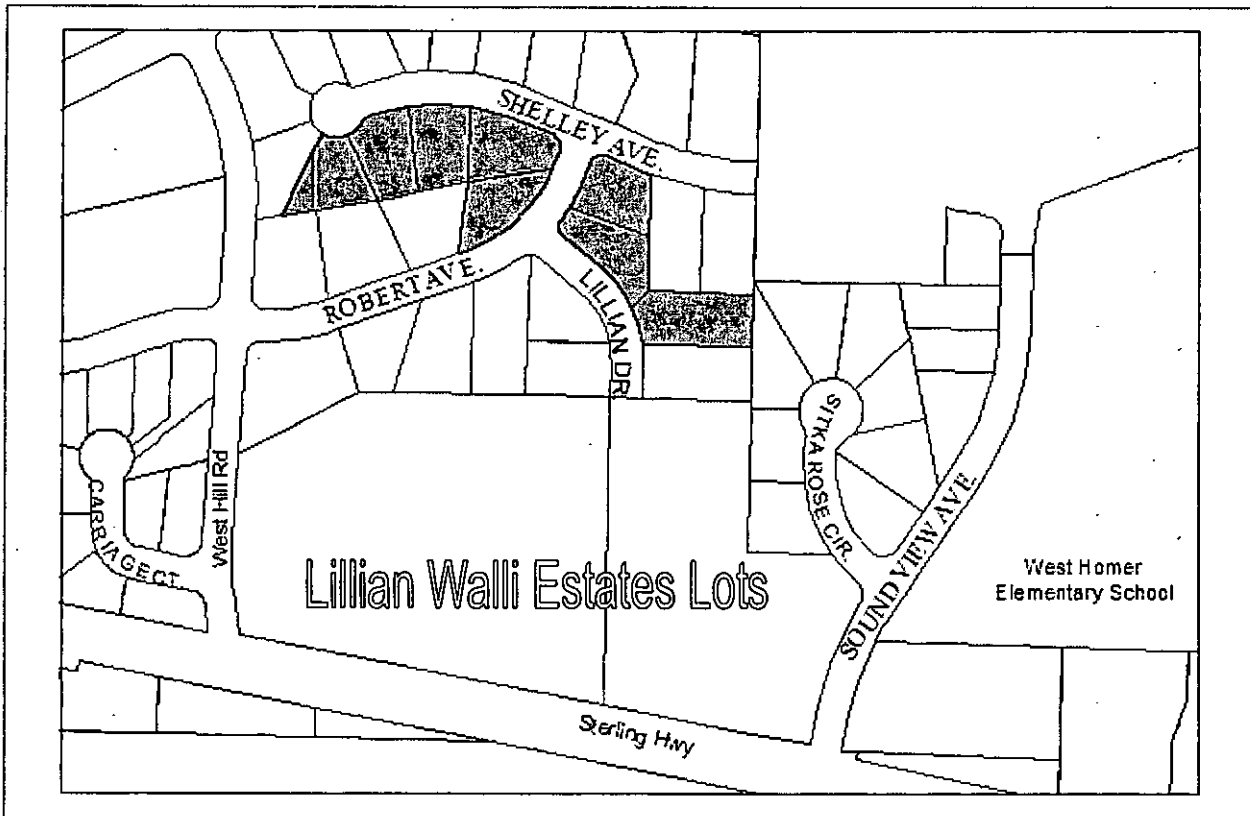 SHELLEY AVE.
ROBERT AVE.
LILLIAN DR.
SITKA ROSE CIR.
CARRIAGE CT.
West Hill Rd
SOUNDVIEW AVE.
Lillian Walli Estates Lots
West Homer
Elementary School
Sterling Hwy